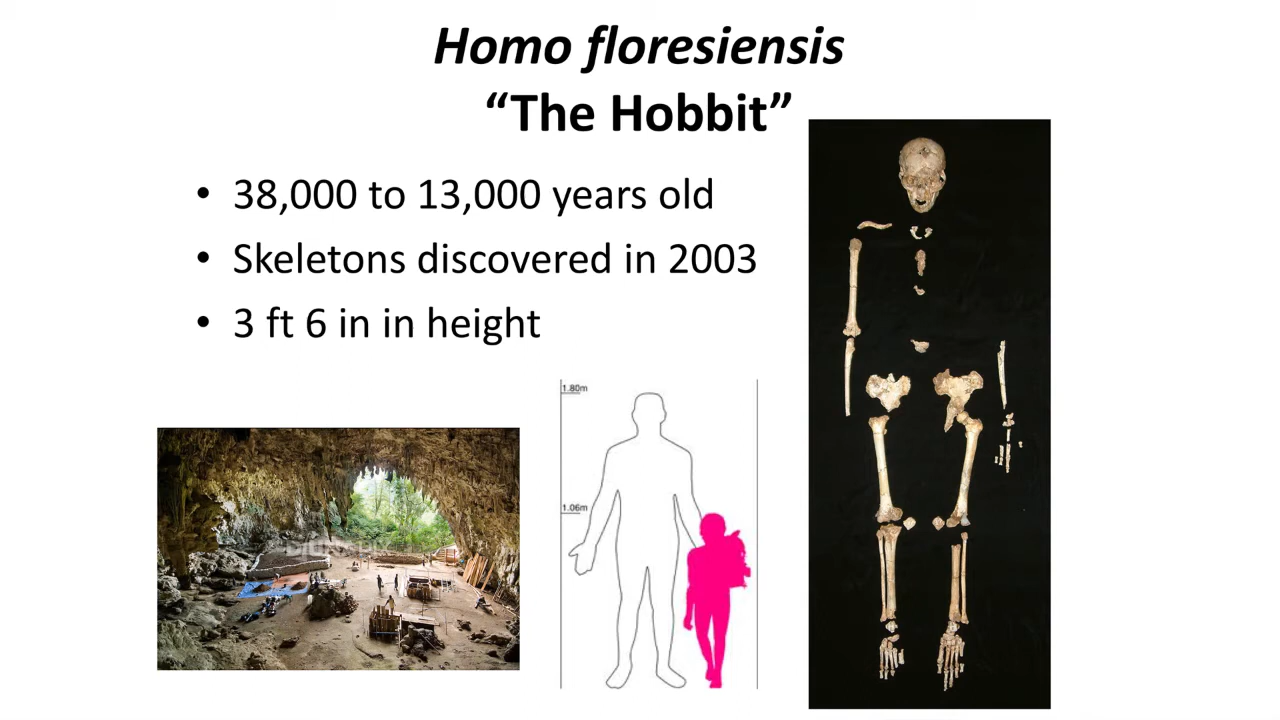 Homo floresiensis
“The Hobbit”
• 38,000 to 13,000 years old
• Skeletons discovered in 2003
• 3 ft 6 in in height
1.80m
1.06m